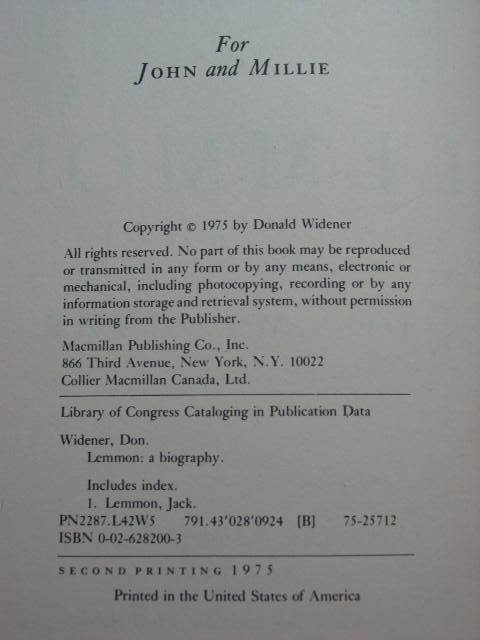 For
JOHN and MILLIE
Copyright © 1975 by Donald Widener
All rights reserved. No part of this book may be reproduced
or transmitted in any form or by any means, electronic or
mechanical, including photocopying, recording or by any
information storage and retrieval system, without permission
in writing from the Publisher.
Macmillan Publishing Co., Inc.
866 Third Avenue, New York, N.Y. 10022
Collier Macmillan Canada, Ltd.
Library of Congress Cataloging in Publication Data
Widener, Don.
Lemmon: a biography.
Includes index.
1. Lemmon, Jack.
PN2287.L42W5 791.43'028'0924 [B] 75-25712
ISBN 0-02-628200-3
SECOND PRINTING 1975
Printed in the United States of America